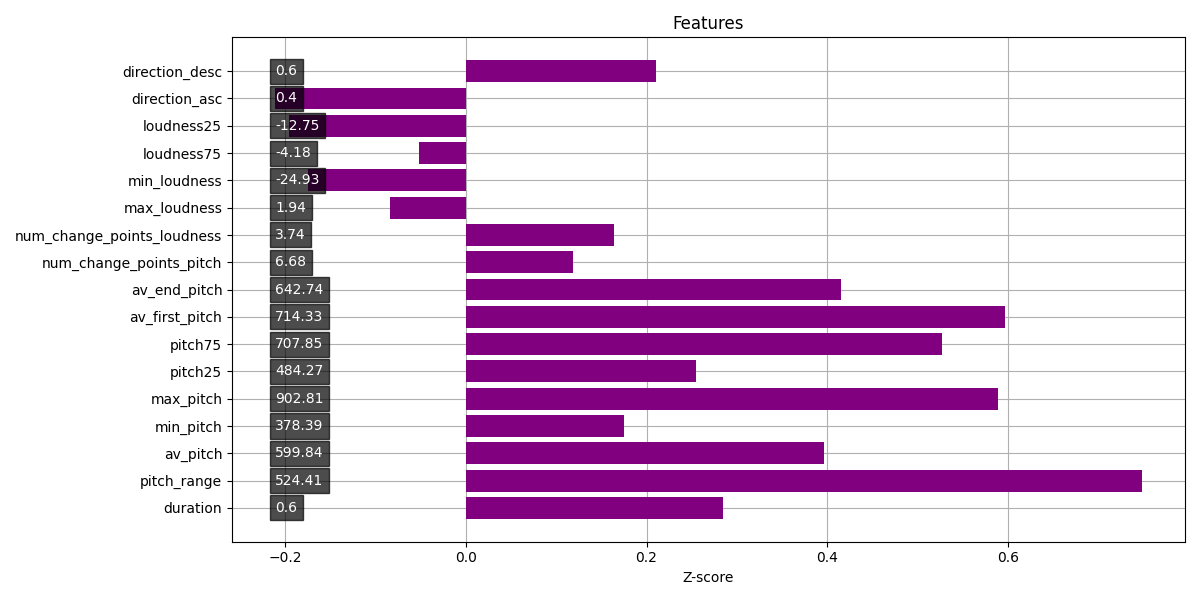 Features
direction_desc 0.6
direction_asc 0.4
loudness25 -12.75
loudness75 -4.18
min_loudness -24.93
max_loudness 1.94
num_change_points_loudness 3.74
num_change_points_pitch 6.68
av_end_pitch 642.74
av_first_pitch 714.33
pitch75 707.85
pitch25 484.27
max_pitch 902.81
min_pitch 378.39
av_pitch 599.84
pitch_range 524.41
duration 0.6
−0.2 0.0 0.2 0.4 0.6
Z-score